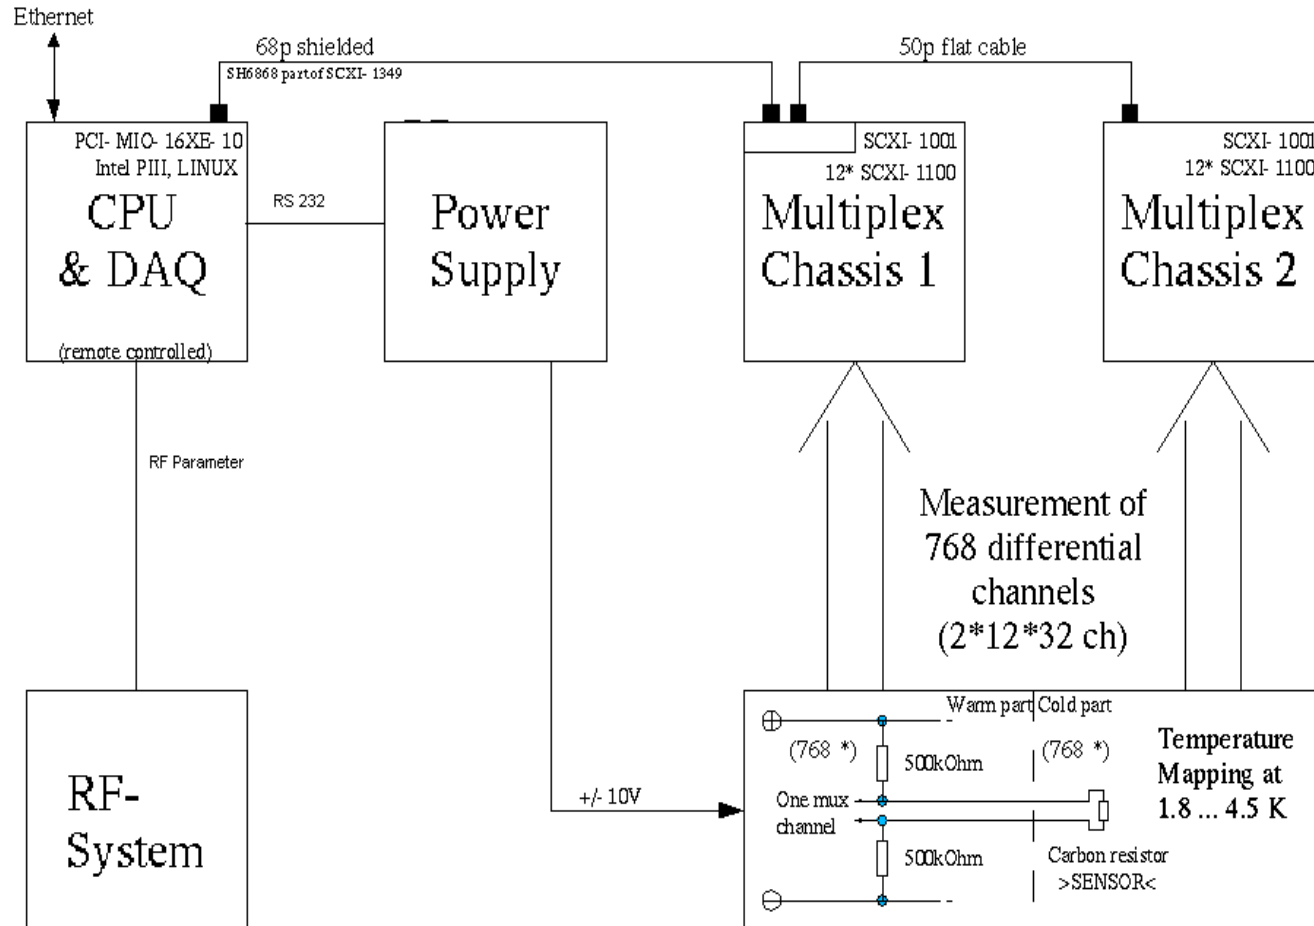 Ethernet
68p shielded
SH6868 part of SCXI- 1349
50p flat cable
PCI- MIO- 16XE- 10
Intel PIII, LINUX
CPU
& DAQ
(remote controlled)
RS 232
Power
Supply
SCXI- 1001
12* SCXI- 1100
Multiplex
Chassis 1
SCXI- 1001
12* SCXI- 1100
Multiplex
Chassis 2
RF Parameter
Measurement of
768 differential
channels
(2*12*32 ch)
RF-
System
+/- 10V
Warm part
Cold part
(768 *)
(768 *)
500kOhm
One mux
channel
500kOhm
Carbon resistor
>SENSOR<
Temperature
Mapping at
1.8 ... 4.5 K